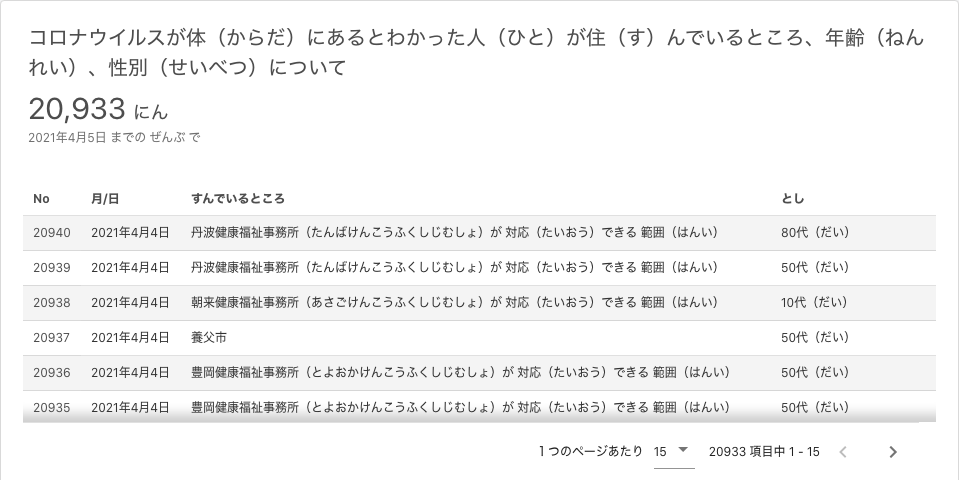 コロナウイルスが体（からだ）にあるとわかった人（ひと）が住（す）んでいるところ、年齢（ねん
れい）、性別（せいべつ）について
20,933 にん
2021年4月5日 までの ぜんぶ で
No 月/日 すんでいるところ とし
20940 2021年4月4日 丹波健康福祉事務所（たんばけんこうふくしじむしょ）が 対応（たいおう）できる 範囲（はんい） 80代（だい）
20939 2021年4月4日 丹波健康福祉事務所（たんばけんこうふくしじむしょ）が 対応（たいおう）できる 範囲（はんい） 50代（だい）
20938 2021年4月4日 朝来健康福祉事務所（あさごけんこうふくしじむしょ）が 対応（たいおう）できる 範囲（はんい） 10代（だい）
20937 2021年4月4日 養父市 50代（だい）
20936 2021年4月4日 豊岡健康福祉事務所（とよおかけんこうふくしじむしょ）が 対応（たいおう）できる 範囲（はんい） 50代（だい）
20935 2021年4月4日 豊岡健康福祉事務所（とよおかけんこうふくしじむしょ）が 対応（たいおう）できる 範囲（はんい） 50代（だい）
1 つのページあたり 15 20933 項目中 1 - 15